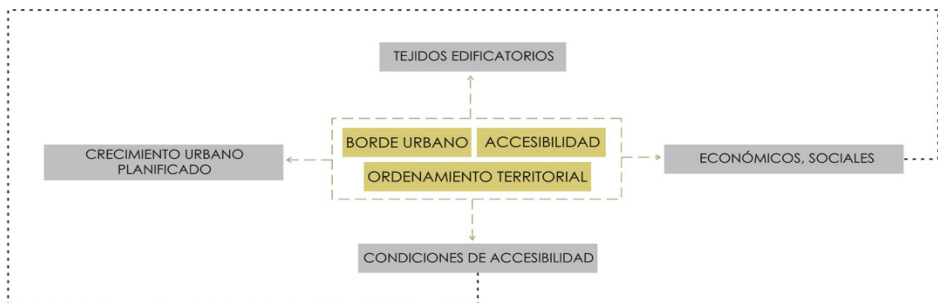 TEJIDOS EDIFICATORIOS
BORDE URBANO
ACCESIBILIDAD
CRECIMIENTO URBANO
PLANIFICADO
ECONÓMICOS, SOCIALES
ORDENAMIENTO TERRITORIAL
CONDICIONES DE ACCESIBILIDAD